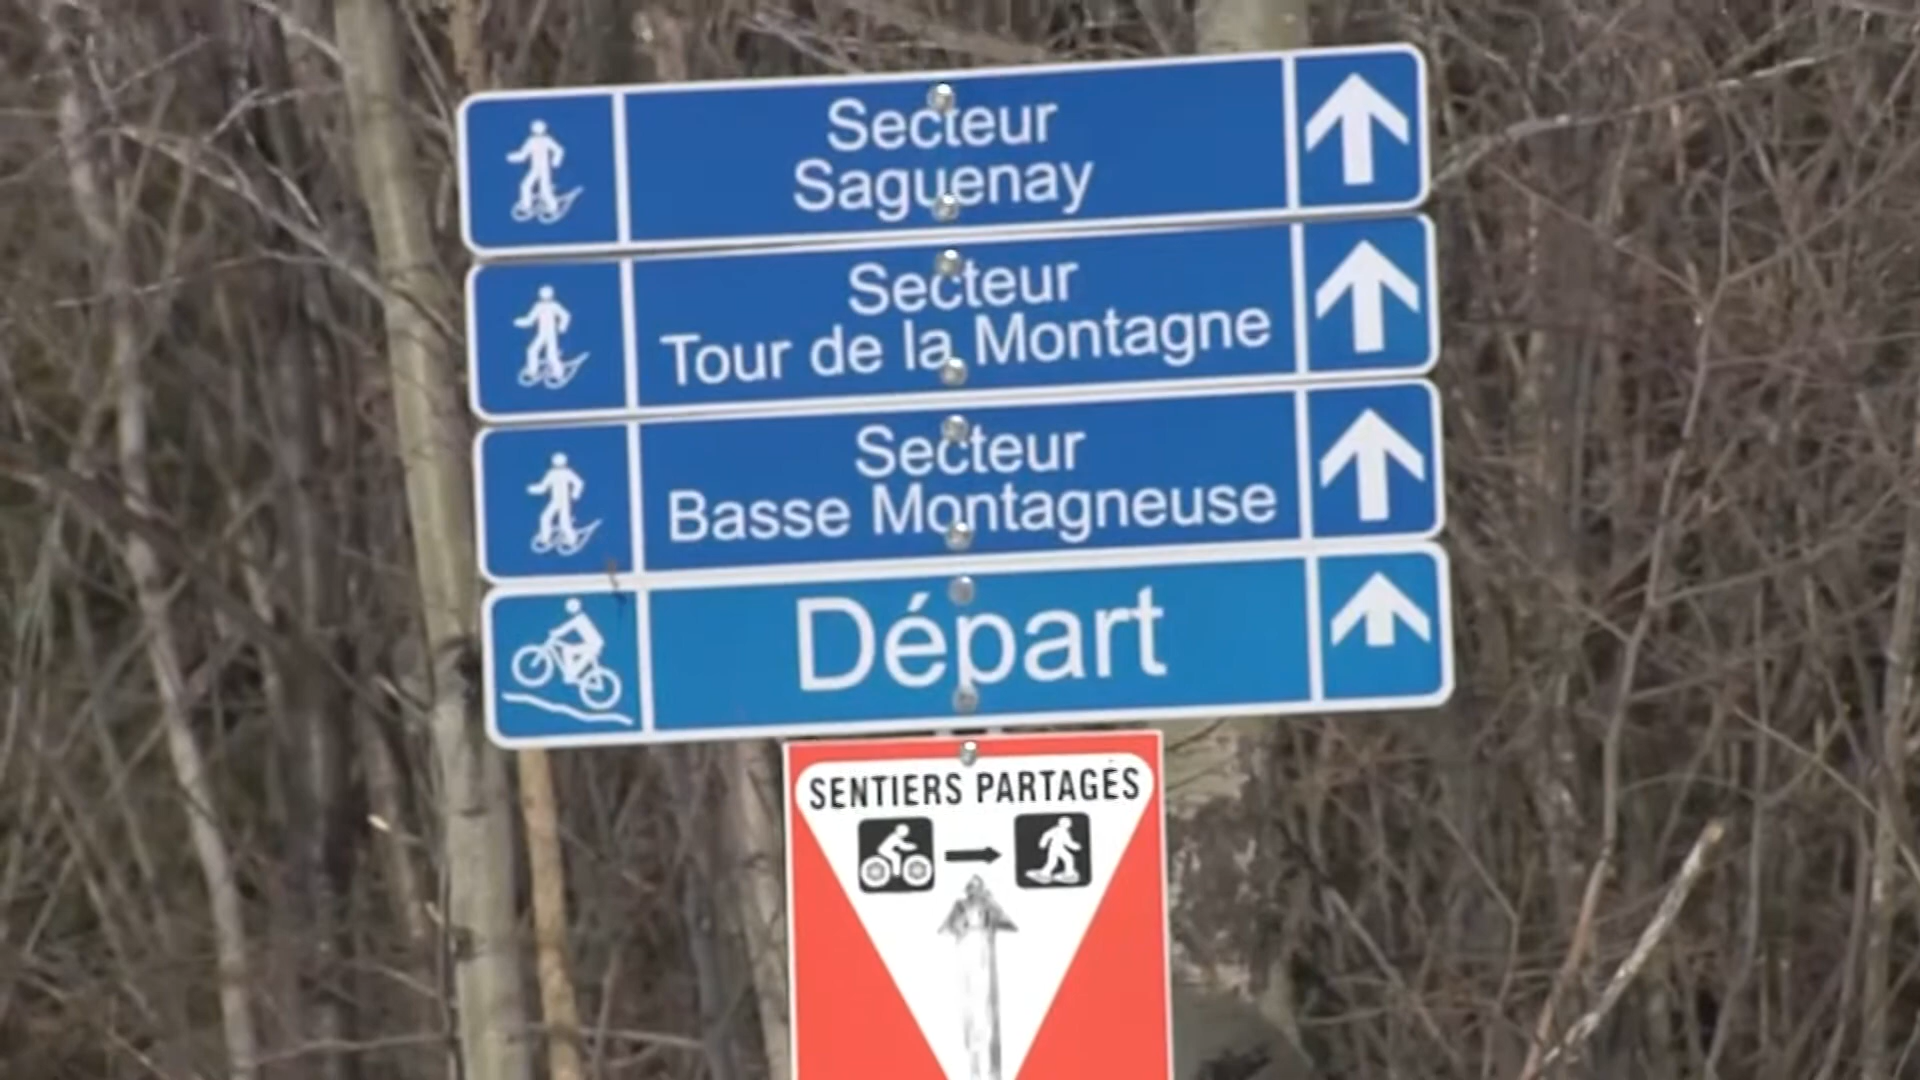 Secteur
Saguenay
Secteur
Tour de la Montagne
Secteur
Basse Montagneuse
Départ
SENTIERS PARTAGÉS